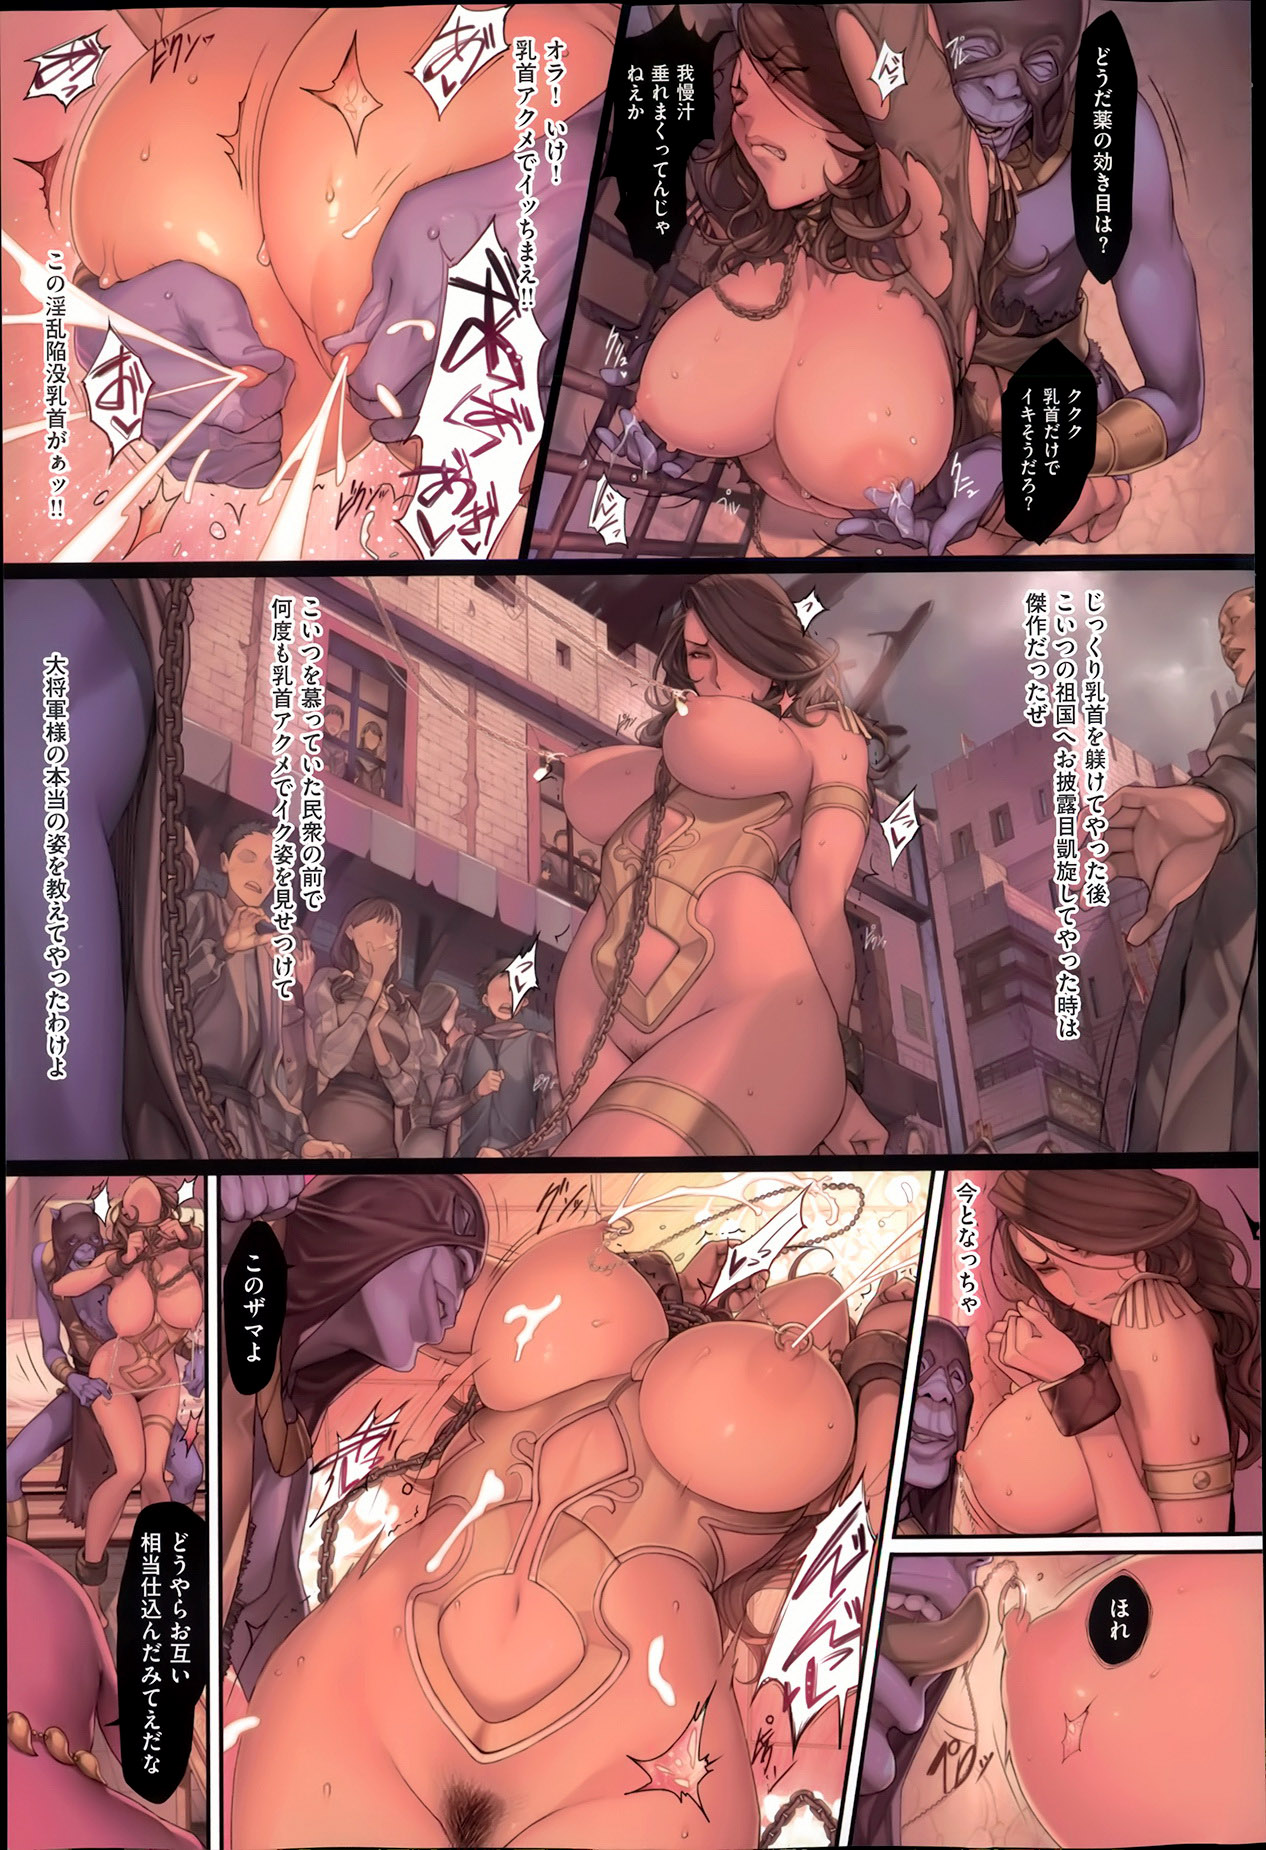 どうだ薬の効き目は?
ククク
乳首だけで
イキそうだろ?
我慢汁
垂れまくってんじゃ
ねえか
オラ! いけ!
乳首アクメでイッちまえ!!
この淫乱陥没乳首がぁッ!!
じっくり乳首を躾けてやった後
こいつの祖国へお披露目凱旋してやった時は
傑作だったぜ
こいつを慕っていた民衆の前で
何度も乳首アクメでイク姿を見せつけて
大将軍様の本当の姿を教えてやったわけよ
今となっちゃ
ほれ
このザマよ
どうやらお互い
相当仕込んだみてえだな